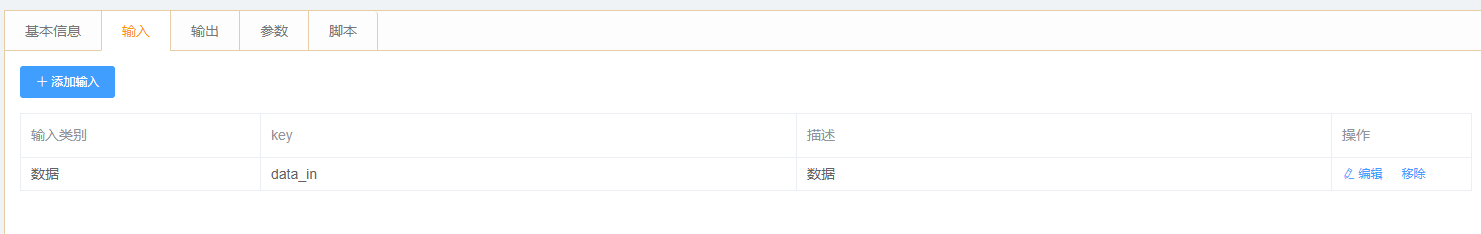 基本信息 输入 输出 参数 脚本
添加输入
输入类别 key 描述 操作
数据 data_in 数据 编辑 移除